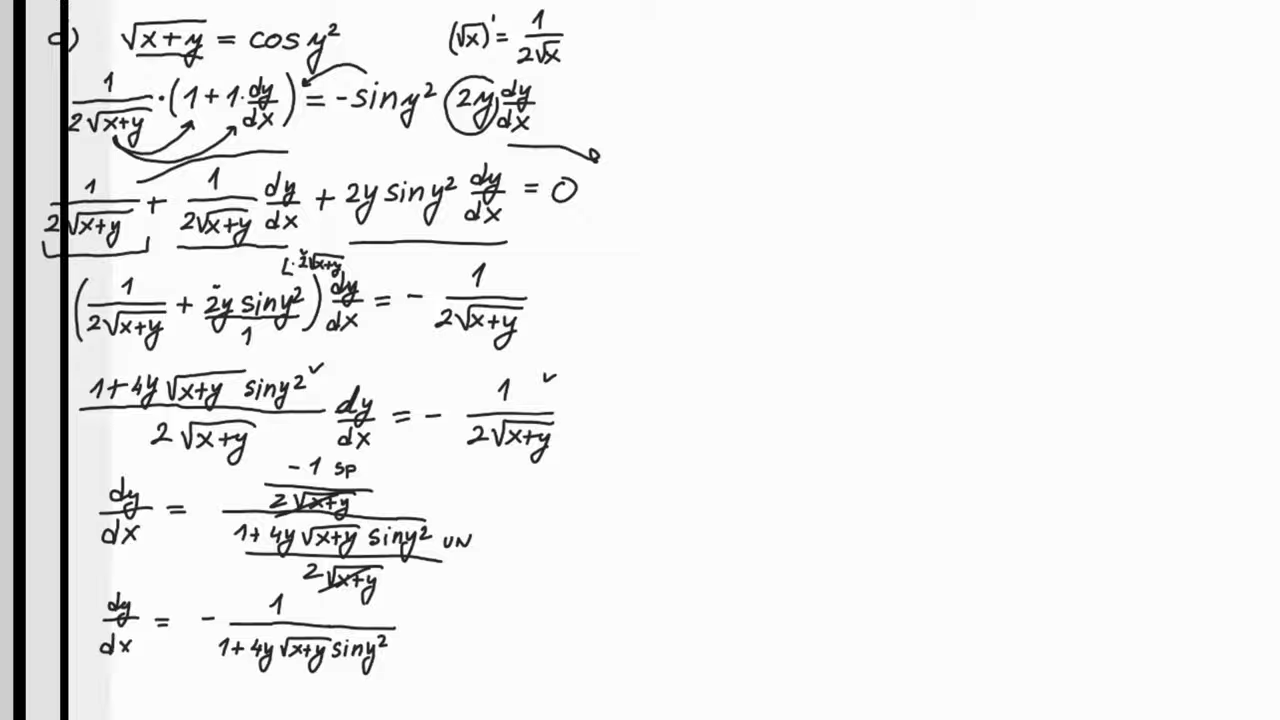 c) √(x+y) = cos y² (√x)' = 1/(2√x)
1/(2√(x+y)) · (1 + 1· dy/dx) = -sin y² (2y) dy/dx
1/(2√(x+y)) + 1/(2√(x+y)) dy/dx + 2y sin y² dy/dx = 0
· 2√(x+y)
(1/(2√(x+y)) + 2y sin y²/1) dy/dx = - 1/(2√(x+y))
(1 + 4y√(x+y) sin y²)/(2√(x+y)) dy/dx = - 1/(2√(x+y))
dy/dx = (-1/(2√(x+y)))/((1 + 4y√(x+y) sin y²)/(2√(x+y))) SP UN
dy/dx = - 1/(1 + 4y√(x+y) sin y²)